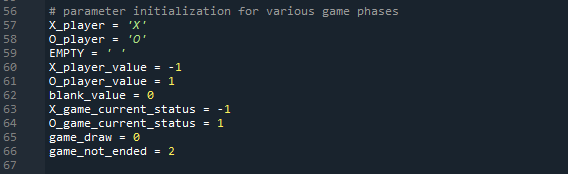 56 # parameter initialization for various game phases
57 X_player = 'X'
58 O_player = 'O'
59 EMPTY = ' '
60 X_player_value = -1
61 O_player_value = 1
62 blank_value = 0
63 X_game_current_status = -1
64 O_game_current_status = 1
65 game_draw = 0
66 game_not_ended = 2
67